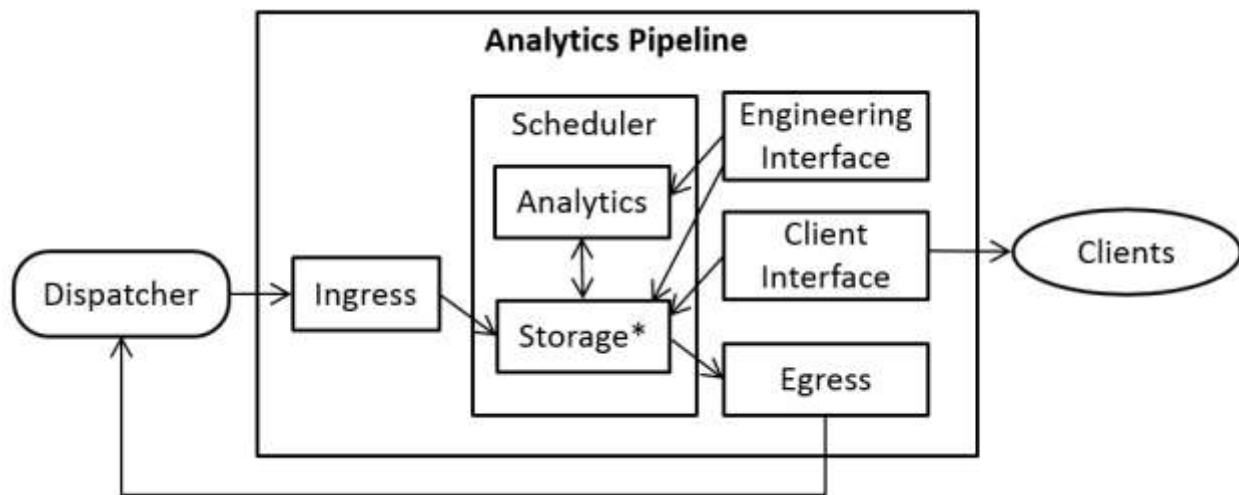 Analytics Pipeline
Scheduler
Engineering
Interface
Analytics
Client
Interface
Clients
Dispatcher
Ingress
Storage*
Egress